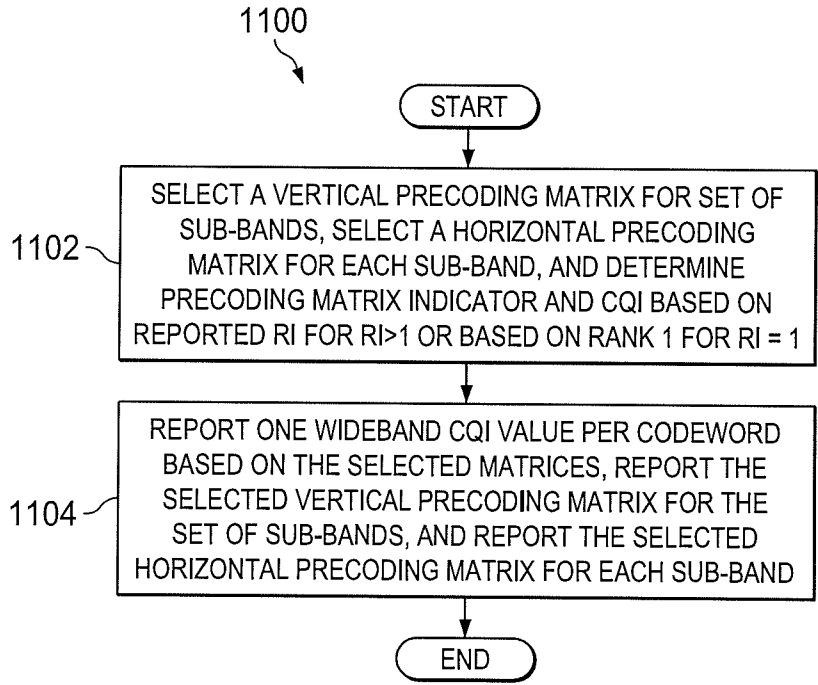 1100
START
1102
SELECT A VERTICAL PRECODING MATRIX FOR SET OF
SUB-BANDS, SELECT A HORIZONTAL PRECODING
MATRIX FOR EACH SUB-BAND, AND DETERMINE
PRECODING MATRIX INDICATOR AND CQI BASED ON
REPORTED RI FOR RI>1 OR BASED ON RANK 1 FOR RI = 1
1104
REPORT ONE WIDEBAND CQI VALUE PER CODEWORD
BASED ON THE SELECTED MATRICES, REPORT THE
SELECTED VERTICAL PRECODING MATRIX FOR THE
SET OF SUB-BANDS, AND REPORT THE SELECTED
HORIZONTAL PRECODING MATRIX FOR EACH SUB-BAND
END